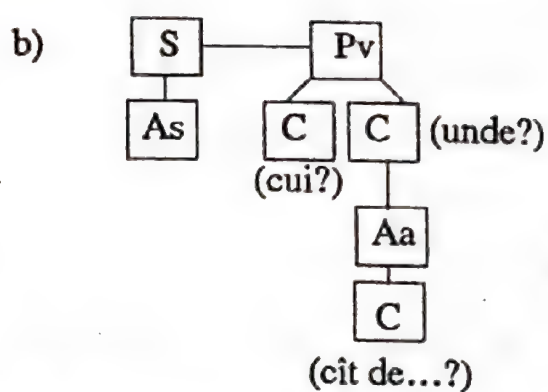 b)
S Pv
As C C (unde?)
(cui?)
Aa
C
(cît de...?)